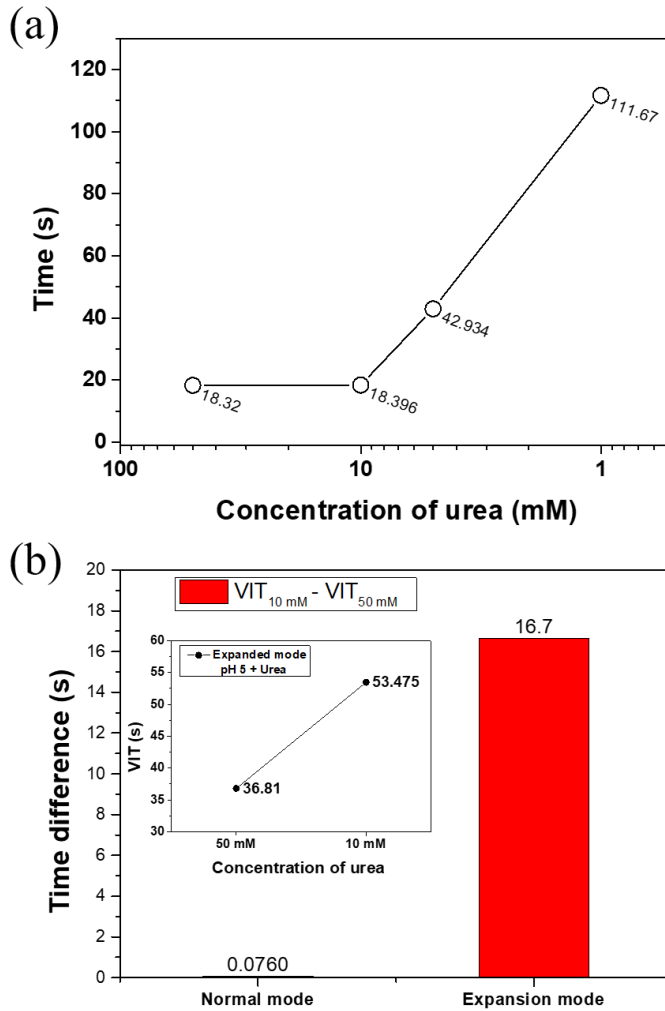 (a)
120
100
80
60
40
20
0
Time (s)
111.67
42.934
18.32
18.396
100
10
1
Concentration of urea (mM)
(b)
20
18
16
14
12
10
8
6
4
2
0
Time difference (s)
VIT10 mM - VIT50 mM
16.7
60
55
50
45
40
35
30
VIT (s)
Expanded mode
pH 5 + Urea
53.475
36.81
50 mM
10 mM
Concentration of urea
0.0760
Normal mode
Expansion mode